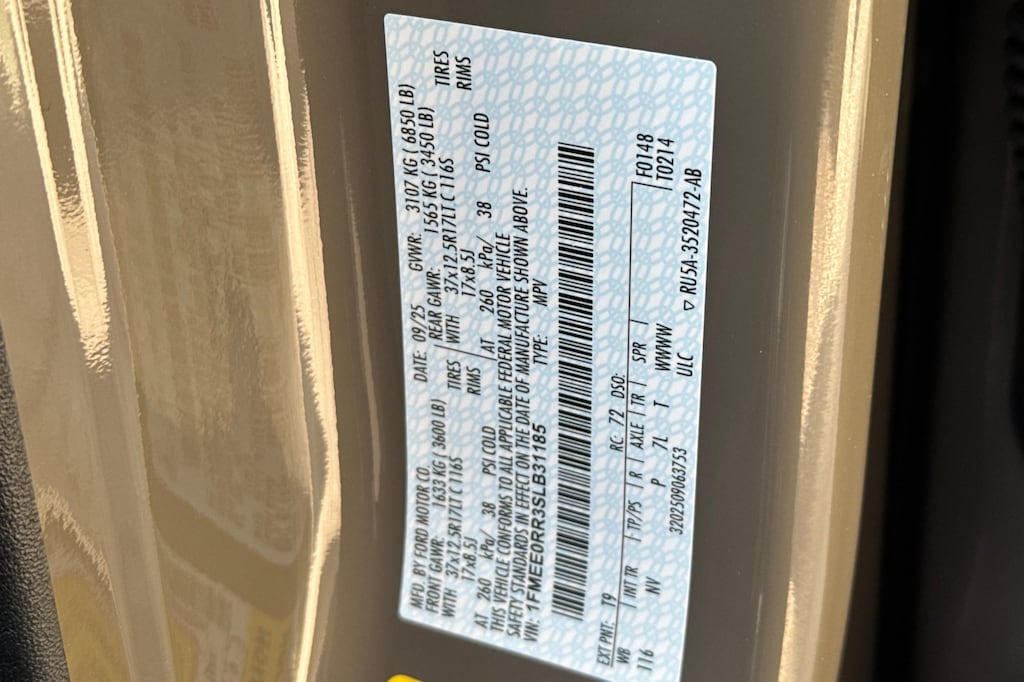 MFD. BY FORD MOTOR CO.
DATE: 09/25 GVWR: 3107 KG ( 6850 LB)
FRONT GAWR: 1633 KG ( 3600 LB) REAR GAWR: 1565 KG ( 3450 LB)
WITH 37x12.5R17LT C 116S TIRES WITH 37x12.5R17LT C 116S TIRES
17x8.5J RIMS 17x8.5J RIMS
AT 260 kPa/ 38 PSI COLD AT 260 kPa/ 38 PSI COLD
THIS VEHICLE CONFORMS TO ALL APPLICABLE FEDERAL MOTOR VEHICLE
SAFETY STANDARDS IN EFFECT ON THE DATE OF MANUFACTURE SHOWN ABOVE.
VIN: 1FMEE0RR3SLB31185 TYPE: MPV
EXT PNT: T9 RC: 72 DSO: F0148
WB INT TR TP/PS R AXLE TR SPR T0214
116 NV P 7L T WWWW
ULC
3202509063753 ▽ RU5A-3520472-AB